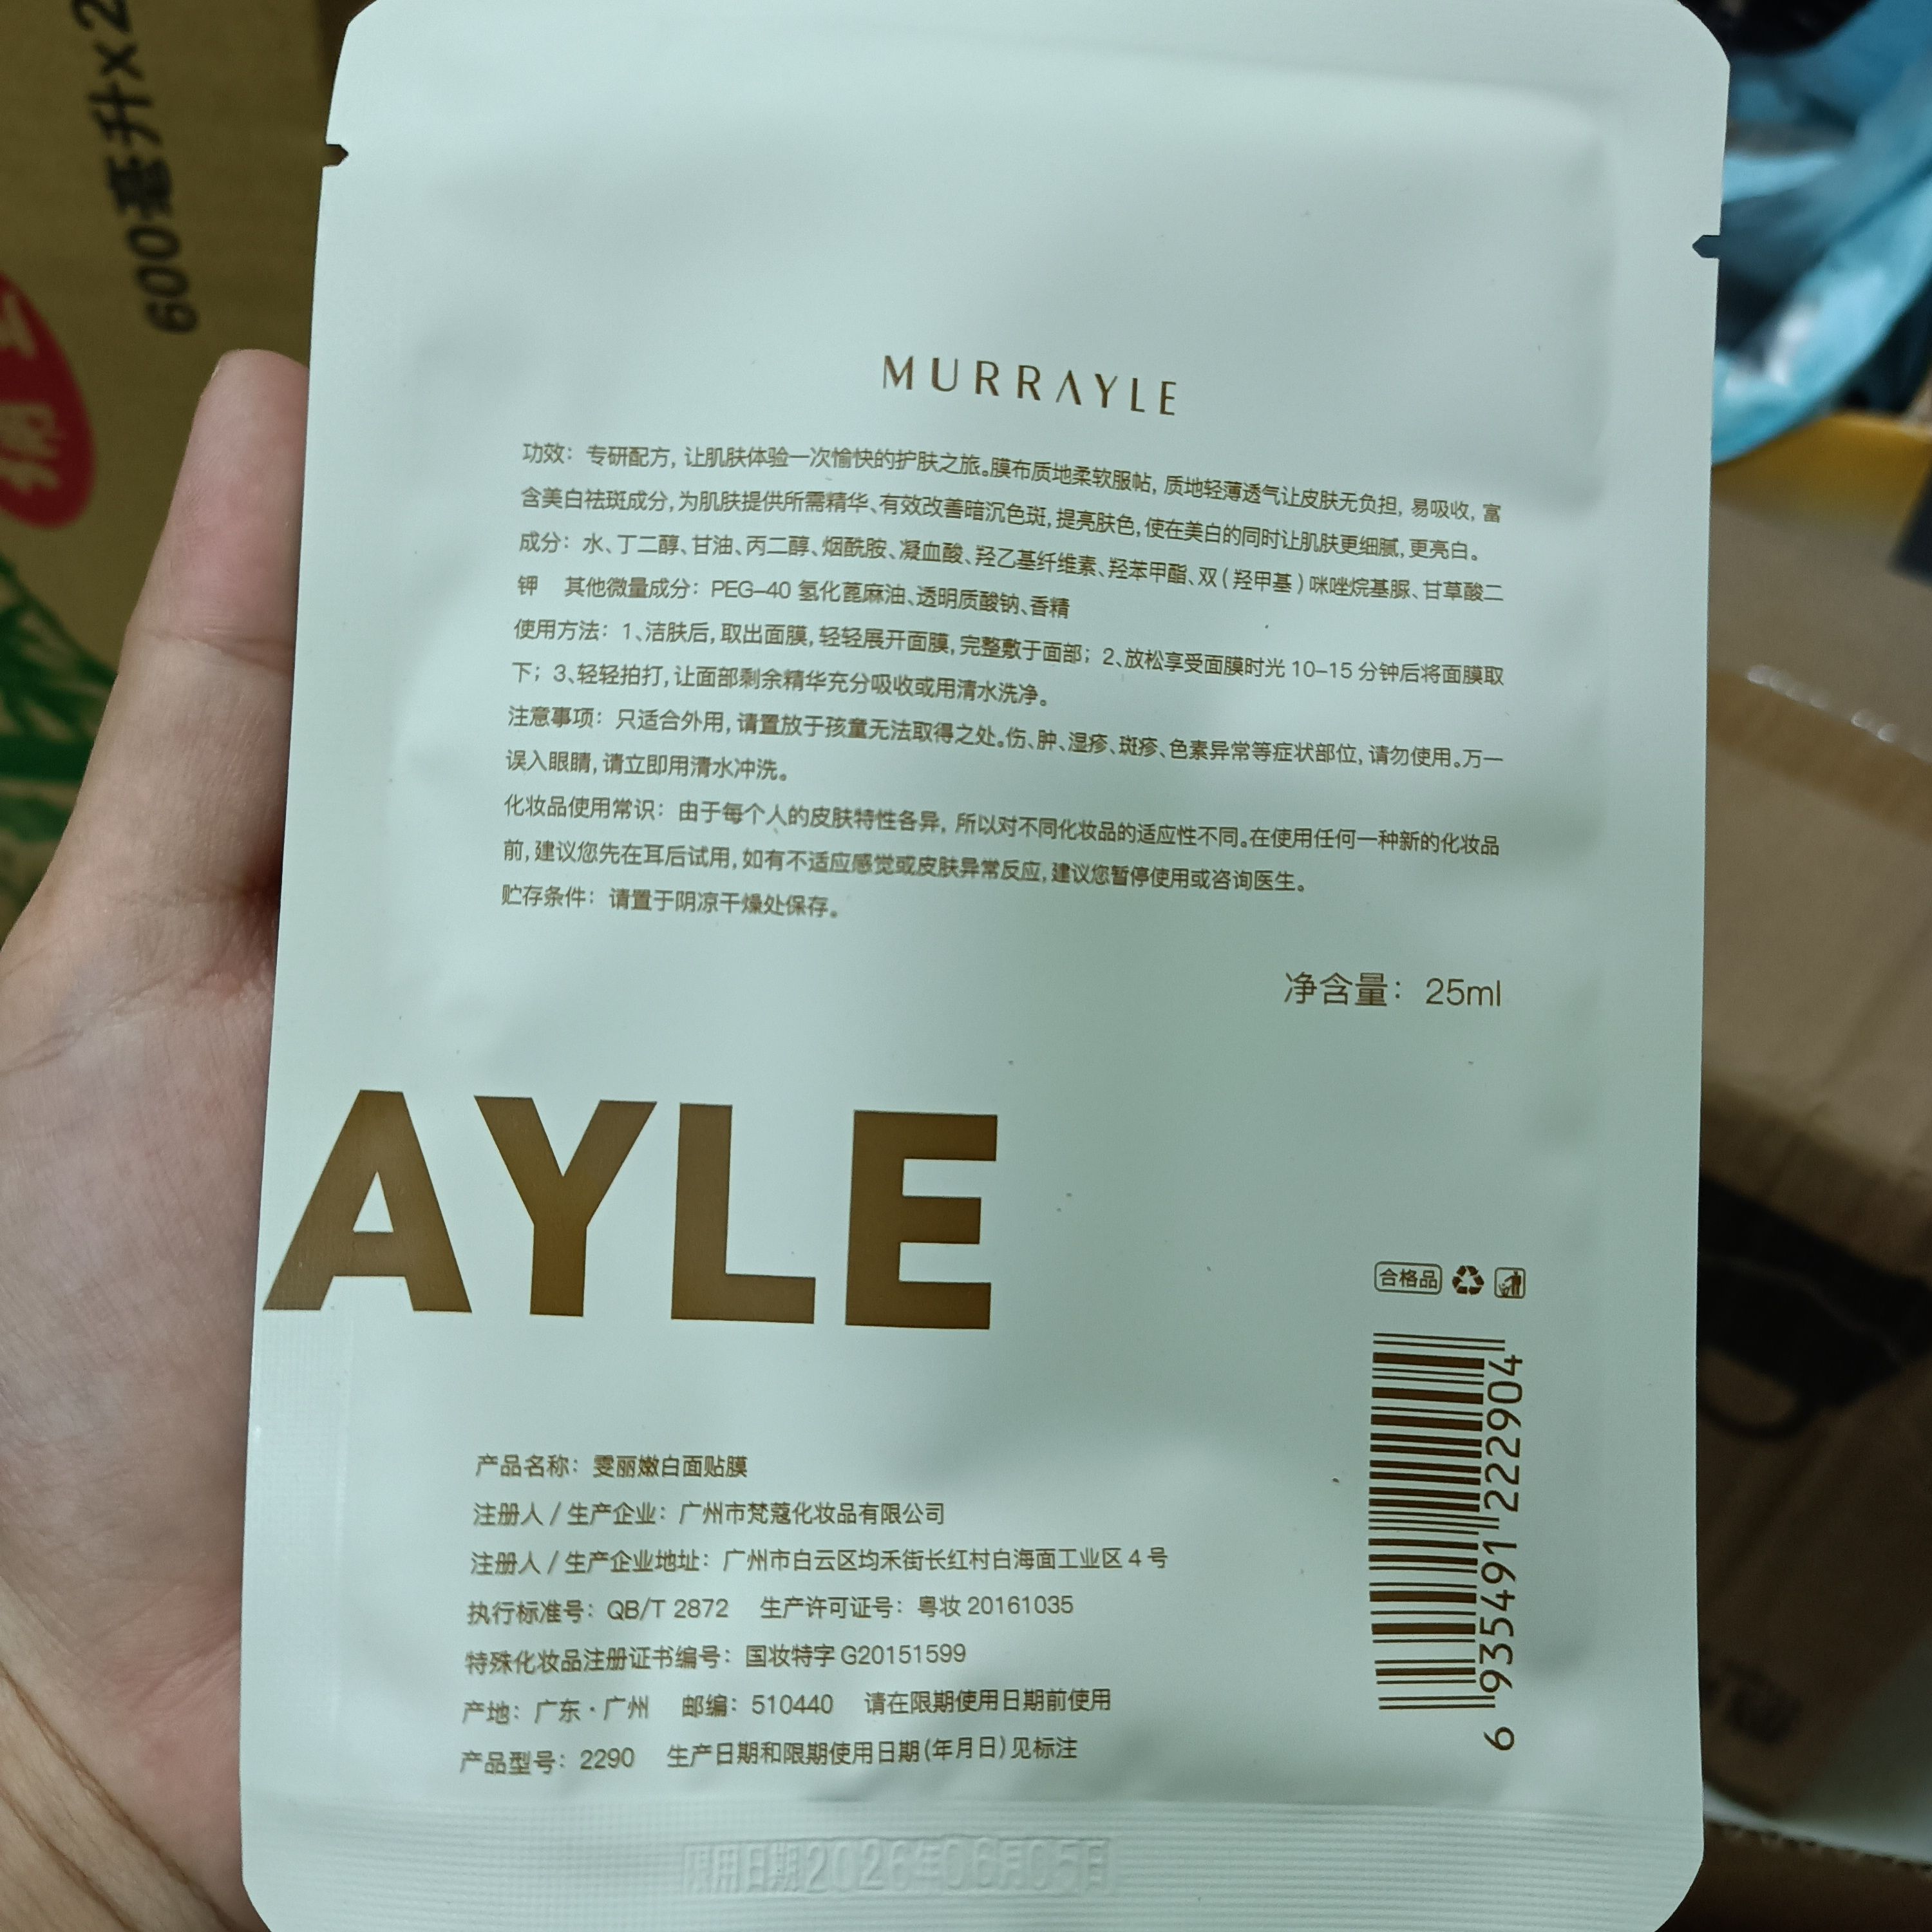 600毫升x2
MURRAYLE
功效：专研配方，让肌肤体验一次愉快的护肤之旅。膜布质地柔软服帖，质地轻薄透气让皮肤无负担，易吸收，富
含美白祛斑成分，为肌肤提供所需精华、有效改善暗沉色斑，提亮肤色，使在美白的同时让肌肤更细腻，更亮白。
成分：水、丁二醇、甘油、丙二醇、烟酰胺、凝血酸、羟乙基纤维素、羟苯甲酯、双（羟甲基）咪唑烷基脲、甘草酸二
钾 其他微量成分：PEG-40 氢化蓖麻油、透明质酸钠、香精
使用方法：1、洁肤后，取出面膜，轻轻展开面膜，完整敷于面部；2、放松享受面膜时光 10-15 分钟后将面膜取
下；3、轻轻拍打，让面部剩余精华充分吸收或用清水洗净。
注意事项：只适合外用，请置放于孩童无法取得之处。伤、肿、湿疹、斑疹、色素异常等症状部位，请勿使用。万一
误入眼睛，请立即用清水冲洗。
化妆品使用常识：由于每个人的皮肤特性各异，所以对不同化妆品的适应性不同。在使用任何一种新的化妆品
前，建议您先在耳后试用，如有不适应感觉或皮肤异常反应，建议您暂停使用或咨询医生。
贮存条件：请置于阴凉干燥处保存。
净含量：25ml
AYLE
合格品
6 935491 222904
产品名称：雯丽嫩白面贴膜
注册人 / 生产企业：广州市梵蔻化妆品有限公司
注册人 / 生产企业地址：广州市白云区均禾街长红村白海面工业区 4 号
执行标准号：QB/T 2872 生产许可证号：粤妆 20161035
特殊化妆品注册证书编号：国妆特字 G20151599
产地：广东·广州 邮编：510440 请在限期使用日期前使用
产品型号：2290 生产日期和限期使用日期（年月日）见标注
限用日期2026年06月05日